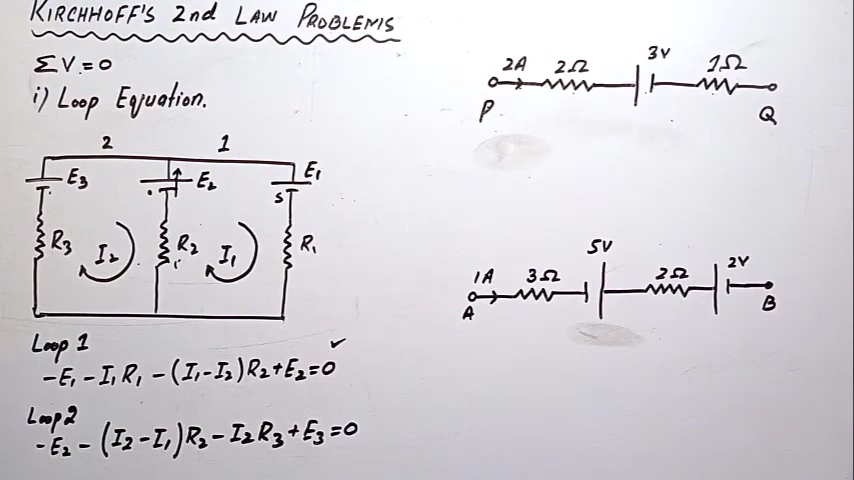 KIRCHHOFF'S 2nd LAW PROBLEMS
ΣV=0
i) Loop Equation.
2 1
E3 E2 E1
S
R3 I2 R2 I1 R1
Loop 1
-E1-I1R1-(I1-I2)R2+E2=0 ✓
Loop2
-E2-(I2-I1)R2-I2R3+E3=0
2A 2Ω 3V 1Ω
P Q
1A 3Ω 5V 2Ω 2V
A B